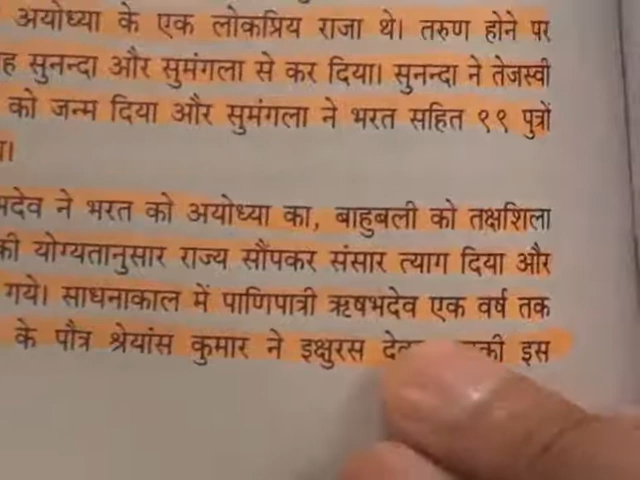 अयोध्या के एक लोकप्रिय राजा थे। तरुण होने पर
सुनन्दा और सुमंगला से कर दिया। सुनन्दा ने तेजस्वी
को जन्म दिया और सुमंगला ने भरत सहित ९९ पुत्रों
ने भरत को अयोध्या का, बाहुबली को तक्षशिला
की योग्यतानुसार राज्य सौंपकर संसार त्याग दिया और
गये। साधनाकाल में पाणिपात्री ऋषभदेव एक वर्ष तक
के पौत्र श्रेयांस कुमार ने इक्षुरस इस